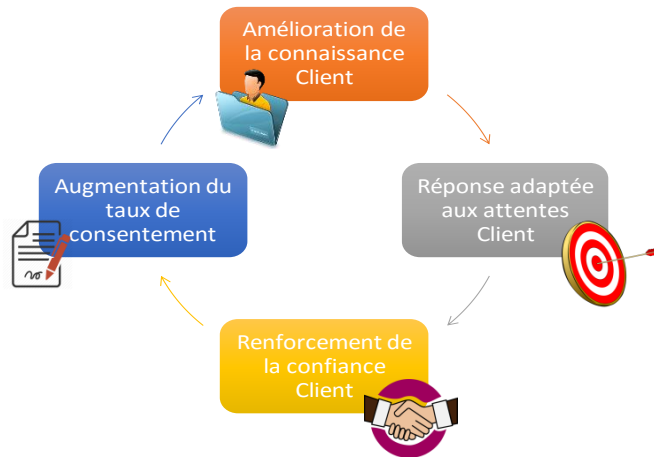 Amélioration de
la connaissance
Client
Réponse adaptée
aux attentes
Client
Renforcement de
la confiance
Client
Augmentation du
taux de
consentement